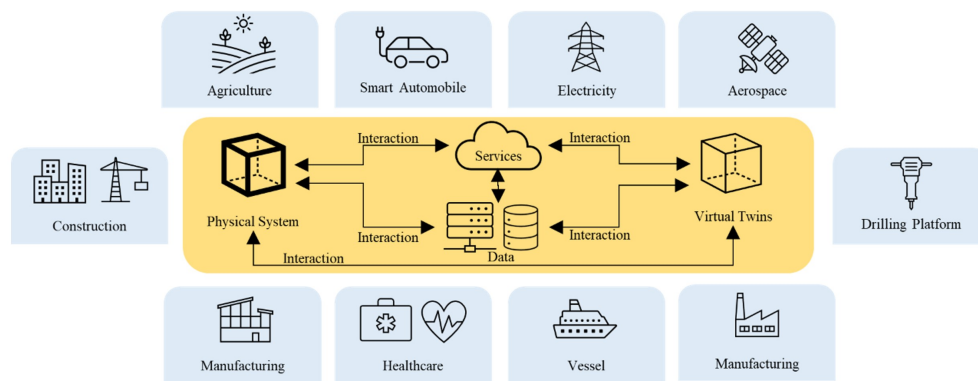 Agriculture
Smart Automobile
Electricity
Aerospace
Interaction
Interaction
Services
Construction
Physical System
Virtual Twins
Drilling Platform
Interaction
Interaction
Data
Interaction
Manufacturing
Healthcare
Vessel
Manufacturing